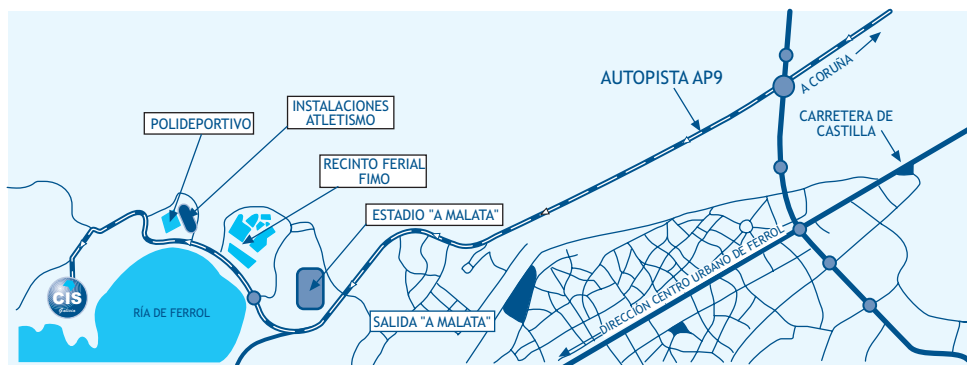 AUTOPISTA AP9
A CORUÑA
CARRETERA DE
CASTILLA
INSTALACIONES
ATLETISMO
POLIDEPORTIVO
RECINTO FERIAL
FIMO
ESTADIO "A MALATA"
DIRECCIÓN CENTRO URBANO DE FERROL
CIS
Galicia
RÍA DE FERROL
SALIDA "A MALATA"